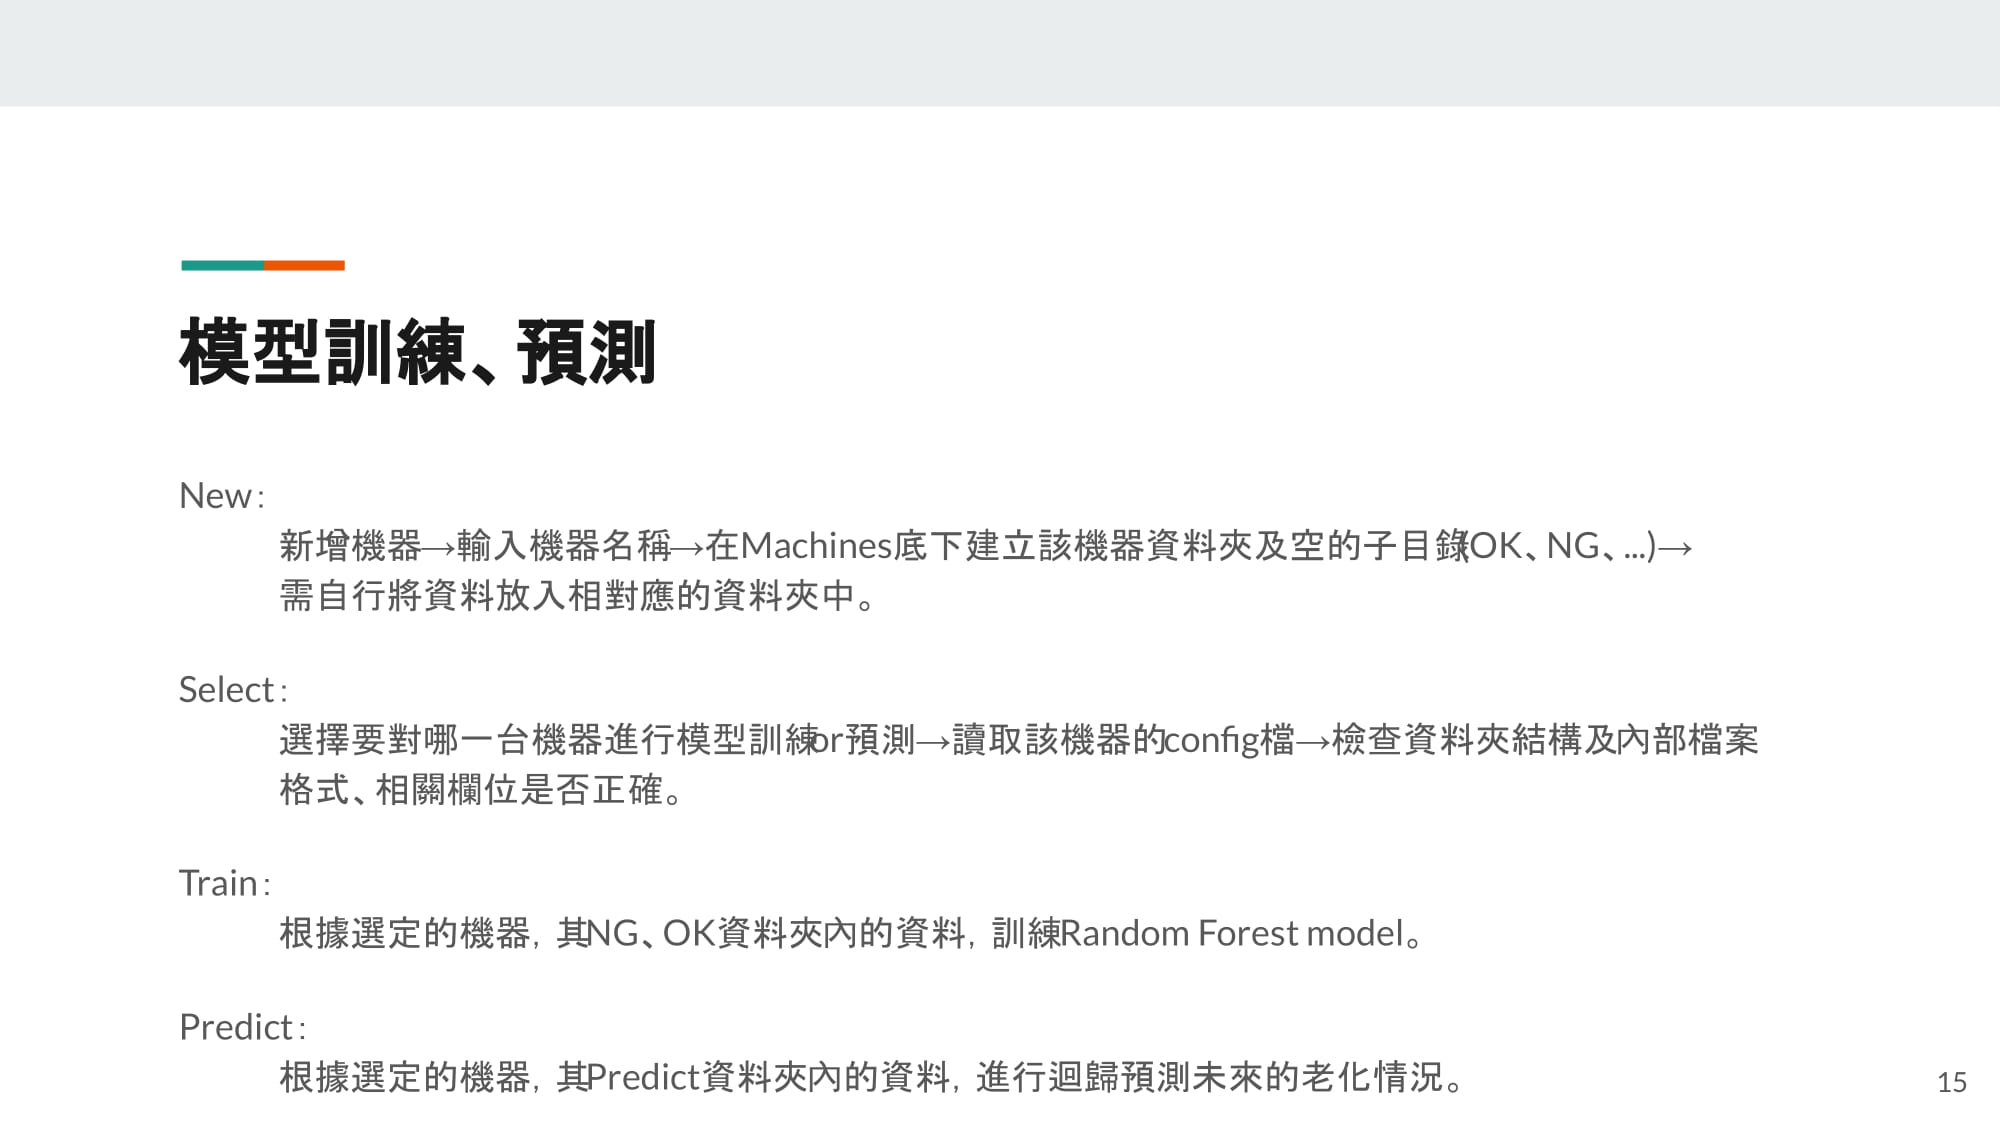 模型訓練、預測
New：
新增機器→輸入機器名稱→在Machines底下建立該機器資料夾及空的子目錄(OK、NG、...)→
需自行將資料放入相對應的資料夾中。
Select：
選擇要對哪一台機器進行模型訓練or預測→讀取該機器的config檔→檢查資料夾結構及內部檔案
格式、相關欄位是否正確。
Train：
根據選定的機器，其NG、OK資料夾內的資料，訓練Random Forest model。
Predict：
根據選定的機器，其Predict資料夾內的資料，進行迴歸預測未來的老化情況。
15